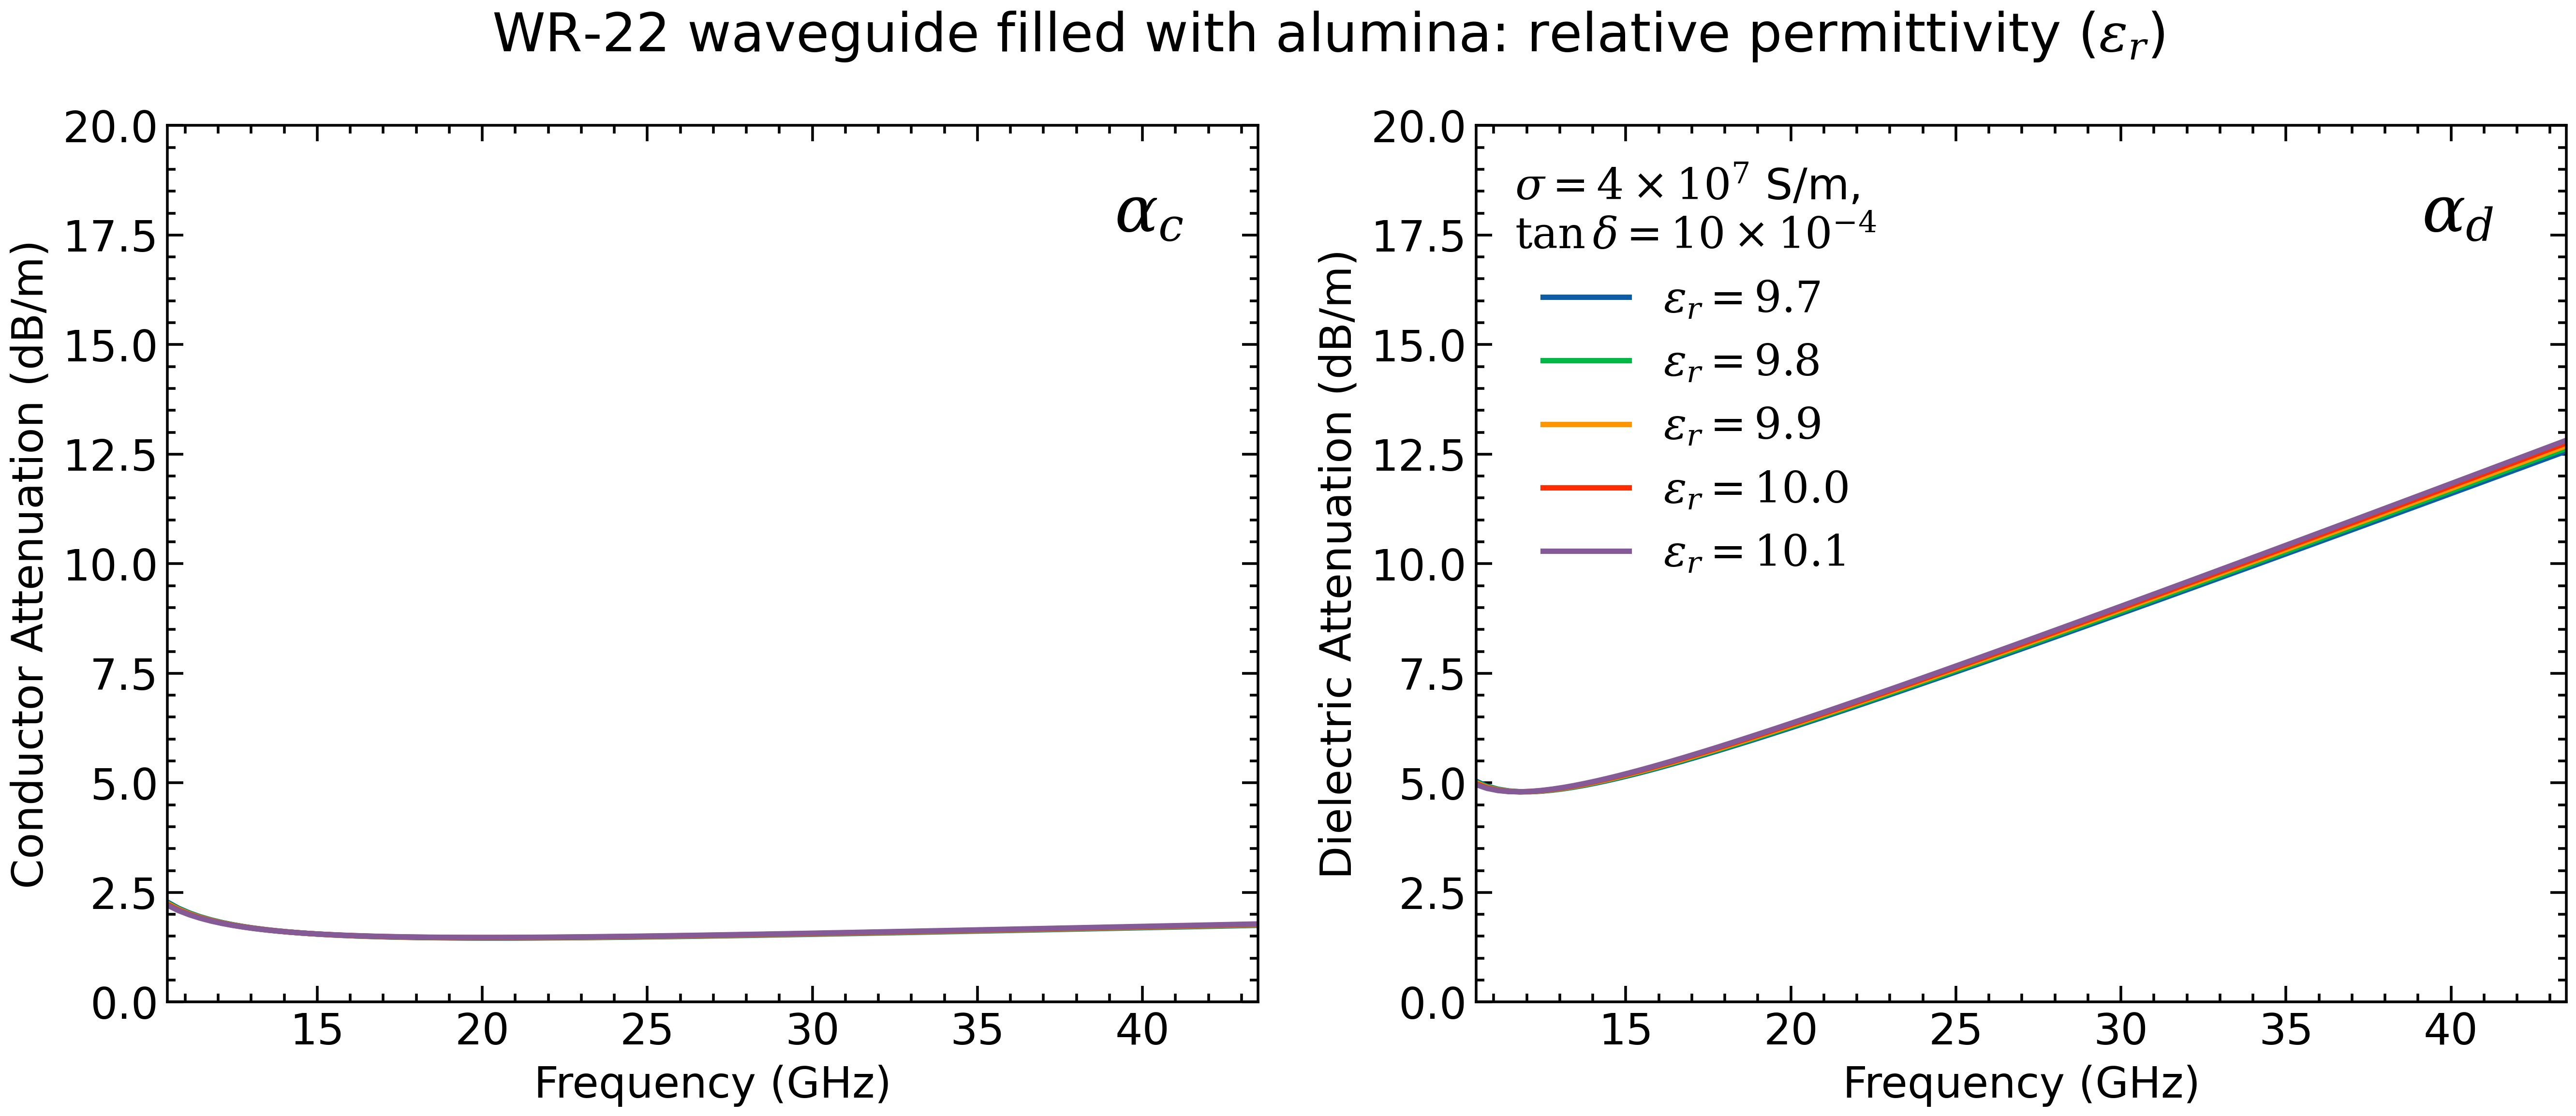 WR-22 waveguide filled with alumina: relative permittivity (εᵣ)
20.0
17.5
15.0
12.5
10.0
7.5
5.0
2.5
0.0
Conductor Attenuation (dB/m)
α_c
15 20 25 30 35 40
Frequency (GHz)
20.0
17.5
15.0
12.5
10.0
7.5
5.0
2.5
0.0
Dielectric Attenuation (dB/m)
σ = 4 × 10⁷ S/m,
tan δ = 10 × 10⁻⁴
εᵣ = 9.7
εᵣ = 9.8
εᵣ = 9.9
εᵣ = 10.0
εᵣ = 10.1
α_d
15 20 25 30 35 40
Frequency (GHz)